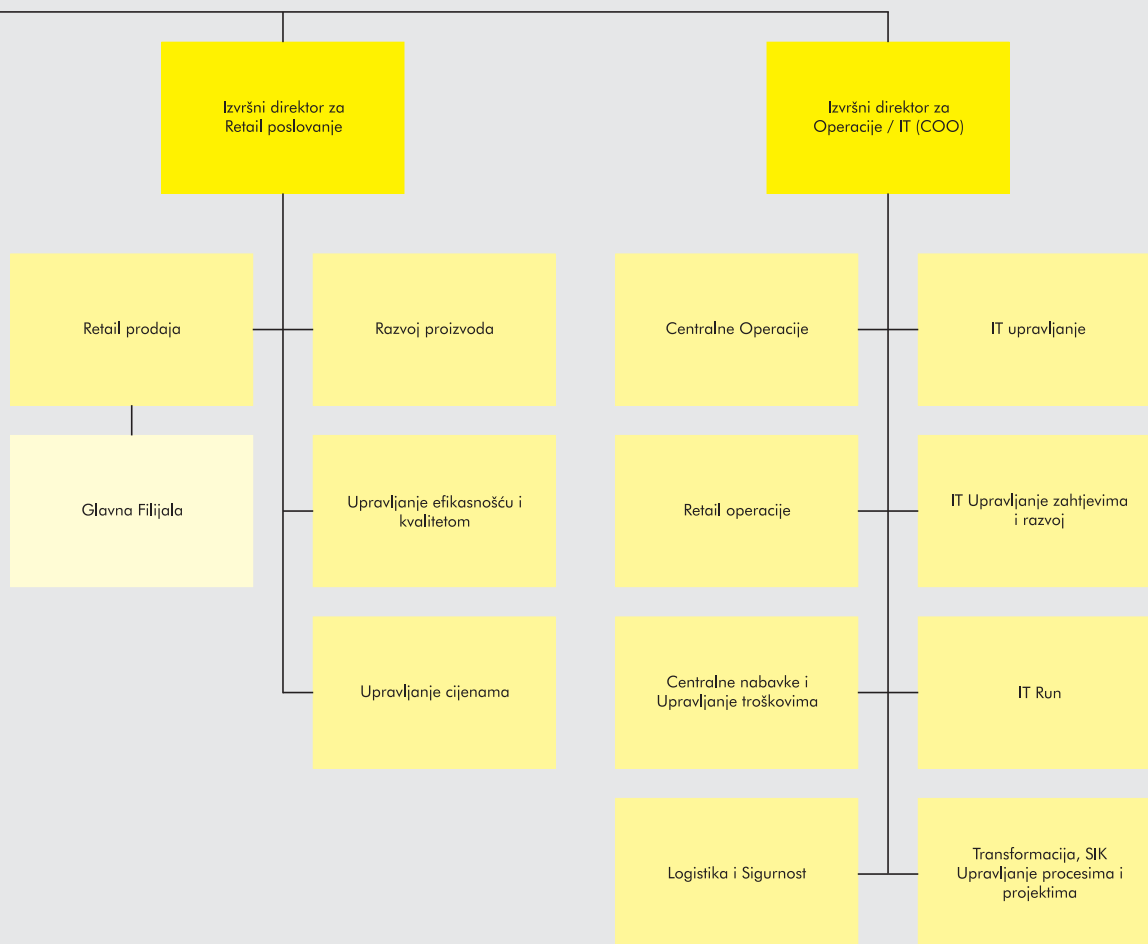 Izvršni direktor za
Retail poslovanje
Izvršni direktor za
Operacije / IT (COO)
Retail prodaja
Razvoj proizvoda
Centralne Operacije
IT upravljanje
Glavna Filijala
Upravljanje efikasnošću i
kvalitetom
Retail operacije
IT Upravljanje zahtjevima
i razvoj
Upravljanje cijenama
Centralne nabavke i
Upravljanje troškovima
IT Run
Logistika i Sigurnost
Transformacija, SIK
Upravljanje procesima i
projektima